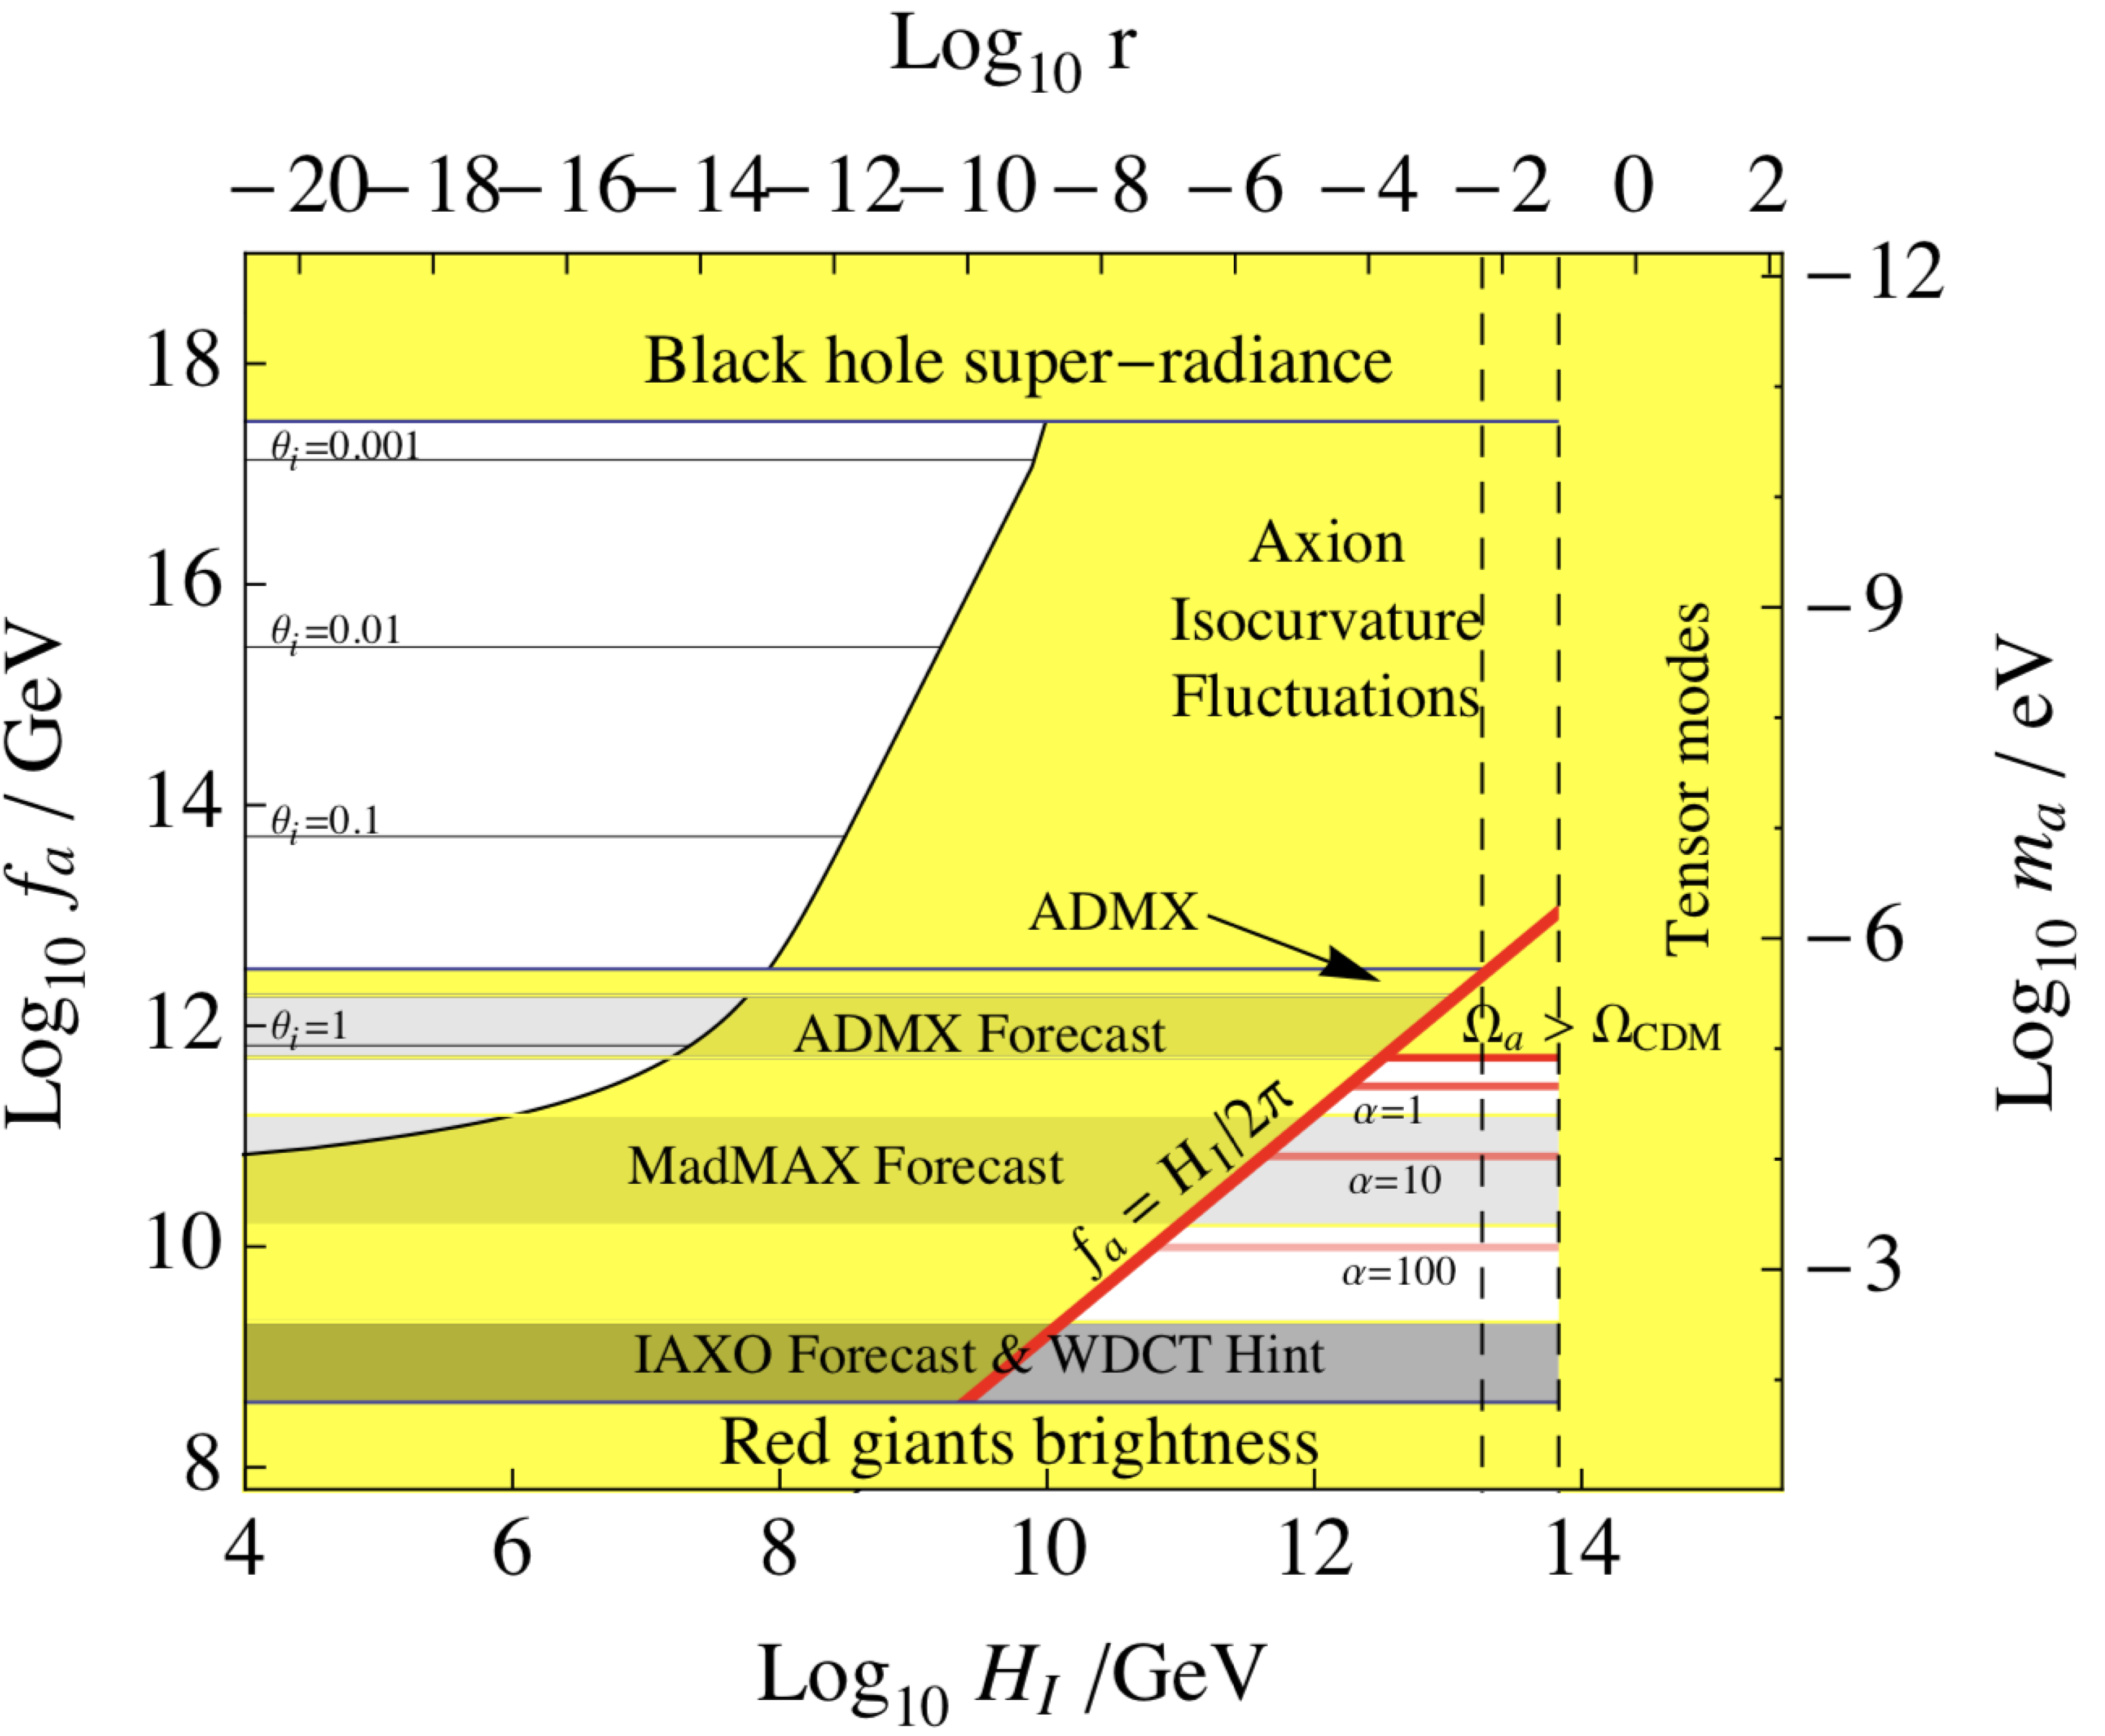 Log₁₀ r
−20 −18 −16 −14 −12 −10 −8 −6 −4 −2 0 2
−12
18
Black hole super−radiance
θᵢ=0.001
Axion
16
Isocurvature
−9
θᵢ=0.01
Fluctuations
Tensor modes
Log₁₀ fₐ / GeV
Log₁₀ mₐ / eV
14
θᵢ=0.1
ADMX
−6
12
θᵢ=1
ADMX Forecast
Ωₐ > Ω_CDM
α=1
fₐ = H_I/2π
MadMAX Forecast
α=10
10
α=100
−3
IAXO Forecast & WDCT Hint
Red giants brightness
8
4 6 8 10 12 14
Log₁₀ H_I /GeV